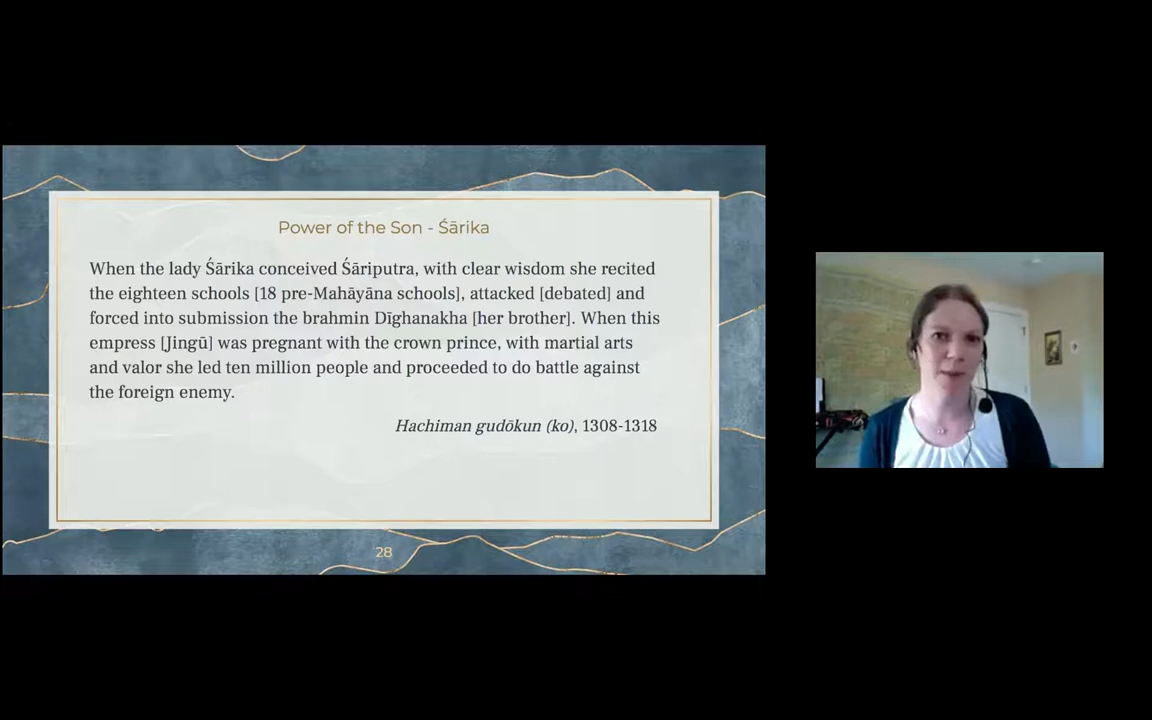 Power of the Son - Śārika
When the lady Śārika conceived Śāriputra, with clear wisdom she recited
the eighteen schools [18 pre-Mahāyāna schools], attacked [debated] and
forced into submission the brahmin Dīghanakha [her brother]. When this
empress [Jingū] was pregnant with the crown prince, with martial arts
and valor she led ten million people and proceeded to do battle against
the foreign enemy.
Hachiman gudōkun (ko), 1308-1318
28